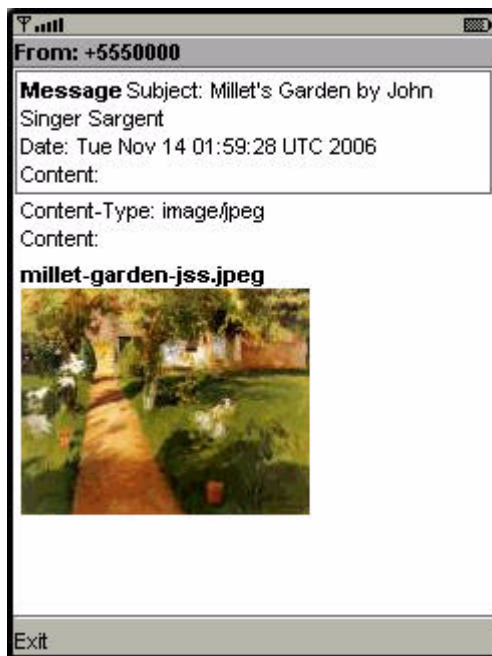 From: +5550000
Message Subject: Millet's Garden by John
Singer Sargent
Date: Tue Nov 14 01:59:28 UTC 2006
Content:
Content-Type: image/jpeg
Content:
millet-garden-jss.jpeg
Exit